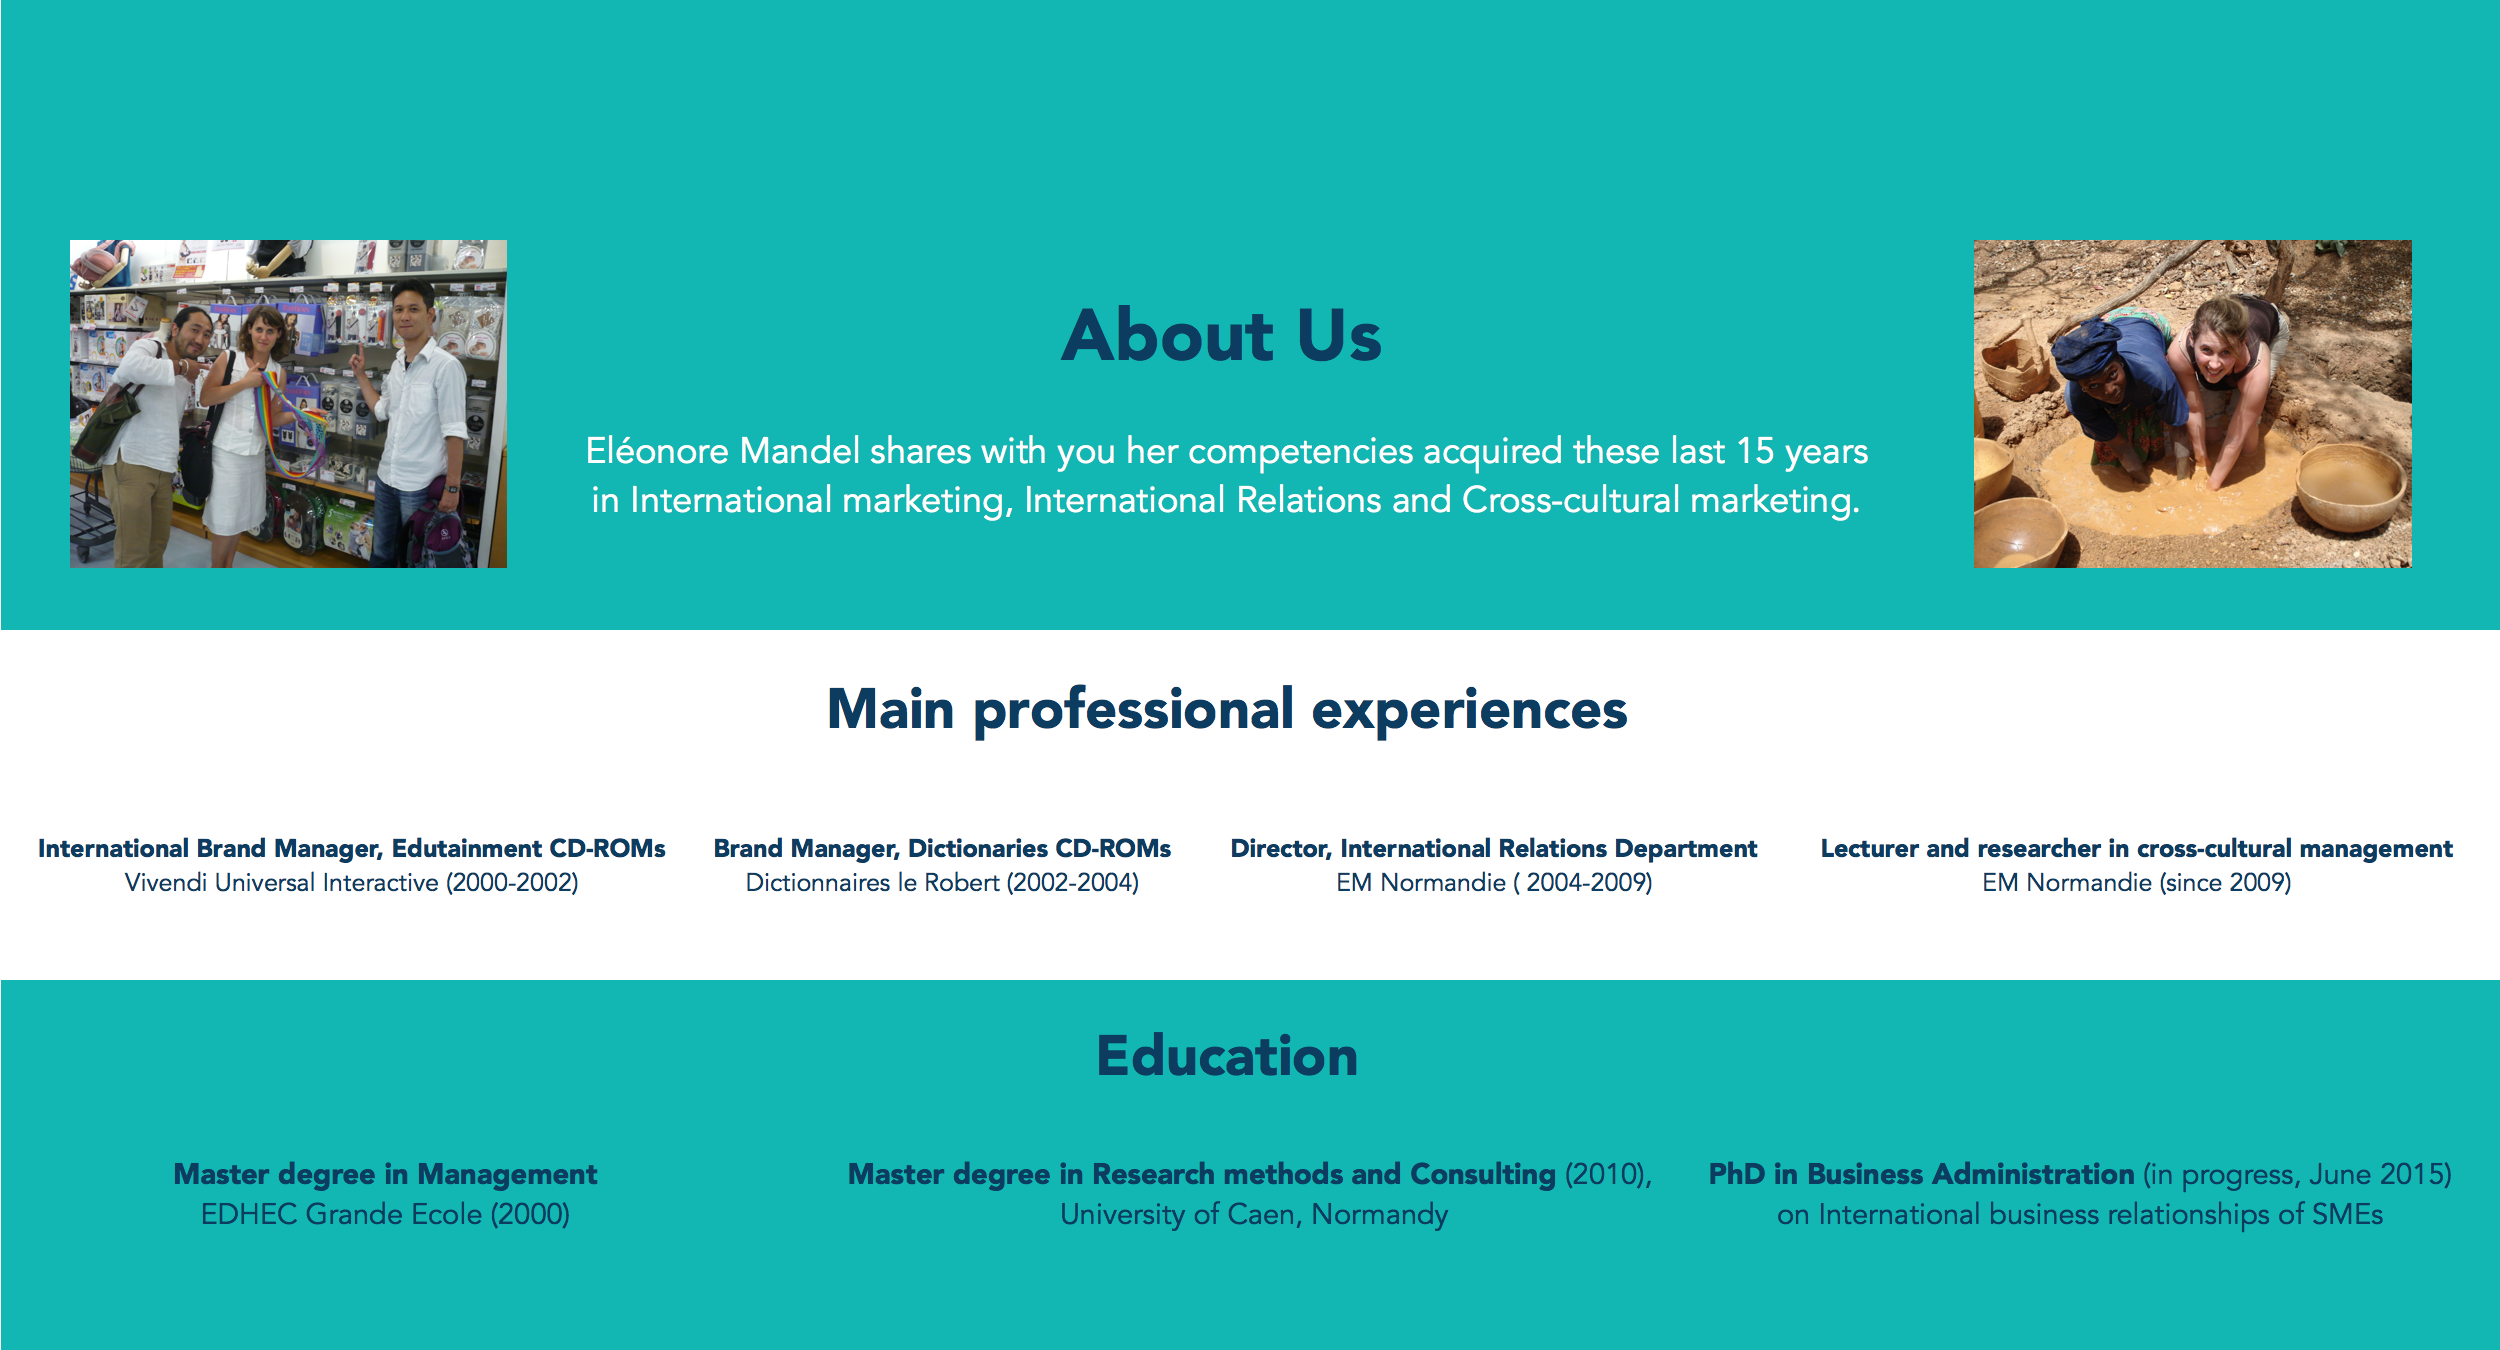 About Us
Eléonore Mandel shares with you her competencies acquired these last 15 years
in International marketing, International Relations and Cross-cultural marketing.
Main professional experiences
International Brand Manager, Edutainment CD-ROMs
Vivendi Universal Interactive (2000-2002)
Brand Manager, Dictionaries CD-ROMs
Dictionnaires le Robert (2002-2004)
Director, International Relations Department
EM Normandie ( 2004-2009)
Lecturer and researcher in cross-cultural management
EM Normandie (since 2009)
Education
Master degree in Management
EDHEC Grande Ecole (2000)
Master degree in Research methods and Consulting (2010),
University of Caen, Normandy
PhD in Business Administration (in progress, June 2015)
on International business relationships of SMEs